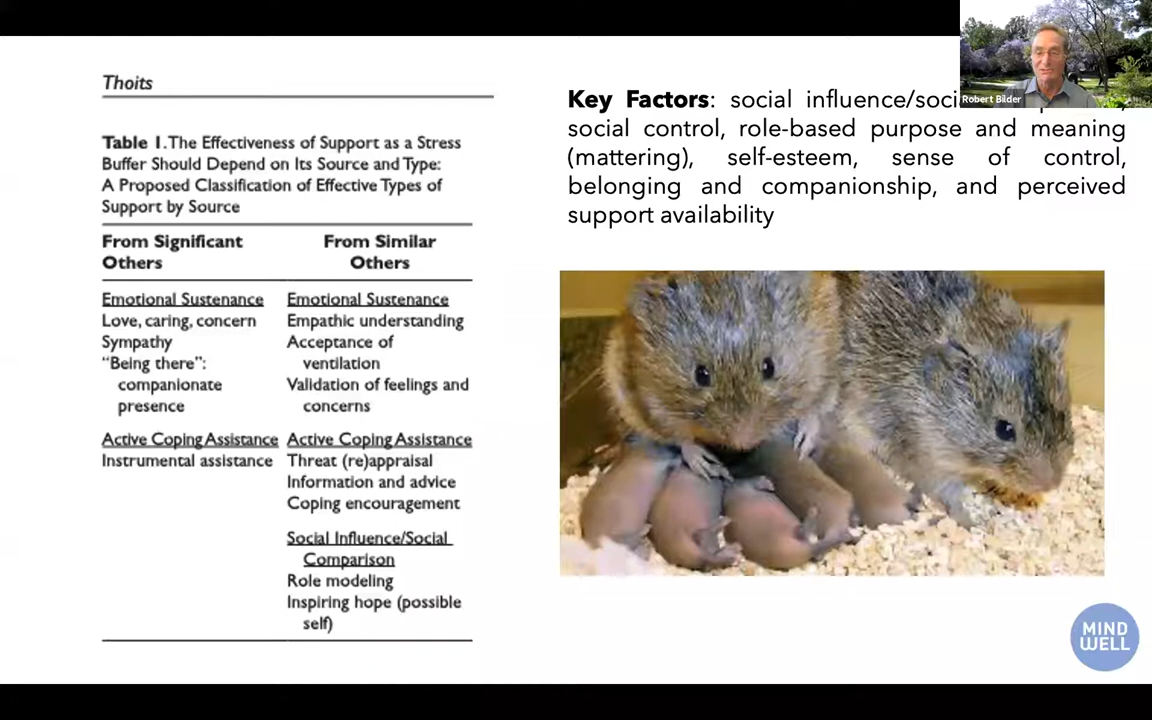 Thoits
Table 1. The Effectiveness of Support as a Stress
Buffer Should Depend on Its Source and Type:
A Proposed Classification of Effective Types of
Support by Source
From Significant
Others
From Similar
Others
Emotional Sustenance
Love, caring, concern
Sympathy
“Being there”:
companionate
presence
Emotional Sustenance
Empathic understanding
Acceptance of
ventilation
Validation of feelings and
concerns
Active Coping Assistance
Instrumental assistance
Active Coping Assistance
Threat (re)appraisal
Information and advice
Coping encouragement
Social Influence/Social
Comparison
Role modeling
Inspiring hope (possible
self)
Key Factors: social influence/soci
social control, role-based purpose and meaning
(mattering), self-esteem, sense of control,
belonging and companionship, and perceived
support availability
Robert Bilder
MIND
WELL